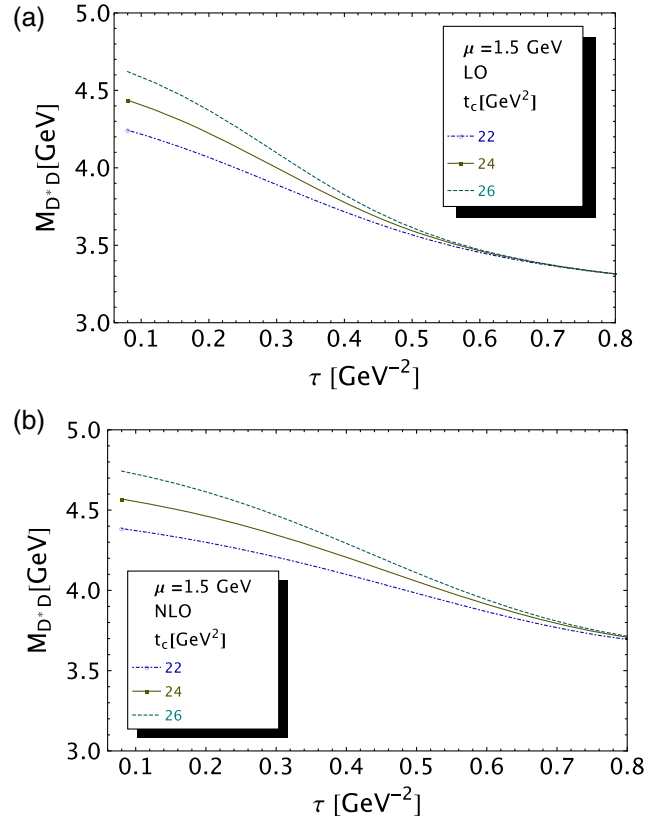 (a)
5.0
4.5
4.0
3.5
3.0
M_{D^*D}[GeV]
μ =1.5 GeV
LO
t_c[GeV²]
22
24
26
0.1 0.2 0.3 0.4 0.5 0.6 0.7 0.8
τ [GeV⁻²]
(b)
5.0
4.5
4.0
3.5
3.0
M_{D^*D}[GeV]
μ =1.5 GeV
NLO
t_c[GeV²]
22
24
26
0.1 0.2 0.3 0.4 0.5 0.6 0.7 0.8
τ [GeV⁻²]